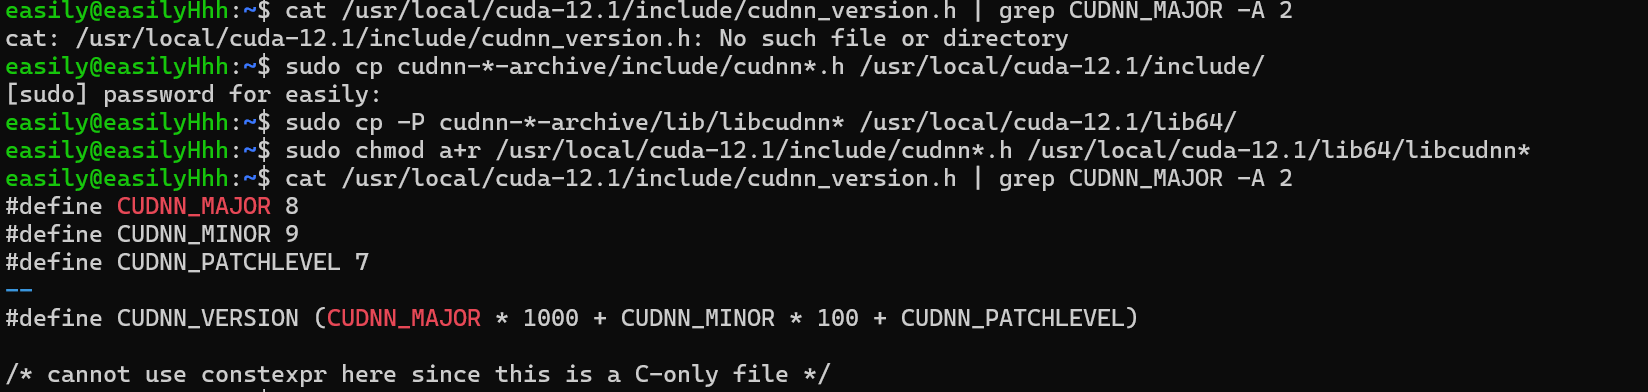 easily@easilyHhh:~$ cat /usr/local/cuda-12.1/include/cudnn_version.h | grep CUDNN_MAJOR -A 2
cat: /usr/local/cuda-12.1/include/cudnn_version.h: No such file or directory
easily@easilyHhh:~$ sudo cp cudnn-*-archive/include/cudnn*.h /usr/local/cuda-12.1/include/
[sudo] password for easily:
easily@easilyHhh:~$ sudo cp -P cudnn-*-archive/lib/libcudnn* /usr/local/cuda-12.1/lib64/
easily@easilyHhh:~$ sudo chmod a+r /usr/local/cuda-12.1/include/cudnn*.h /usr/local/cuda-12.1/lib64/libcudnn*
easily@easilyHhh:~$ cat /usr/local/cuda-12.1/include/cudnn_version.h | grep CUDNN_MAJOR -A 2
#define CUDNN_MAJOR 8
#define CUDNN_MINOR 9
#define CUDNN_PATCHLEVEL 7
--
#define CUDNN_VERSION (CUDNN_MAJOR * 1000 + CUDNN_MINOR * 100 + CUDNN_PATCHLEVEL)
/* cannot use constexpr here since this is a C-only file */